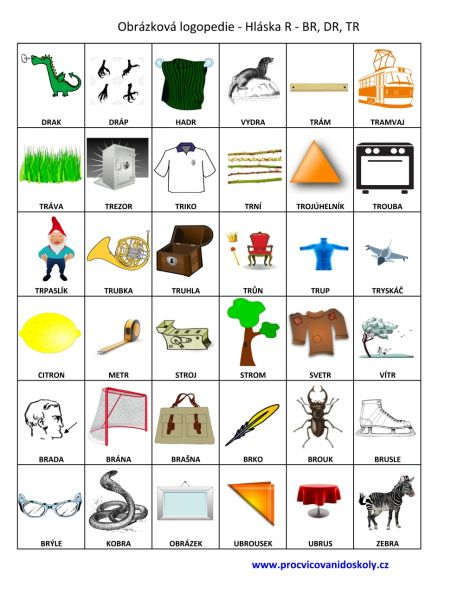 Obrázková logopedie - Hláska R - BR, DR, TR
DRAK DRÁP HADR VYDRA TRÁM TRAMVAJ
TRÁVA TREZOR TRIKO TRNÍ TROJÚHELNÍK TROUBA
TRPASLÍK TRUBKA TRUHLA TRŮN TRUP TRYSKÁČ
CITRON METR STROJ STROM SVETR VÍTR
BRADA BRÁNA BRAŠNA BRKO BROUK BRUSLE
BRÝLE KOBRA OBRÁZEK UBROUSEK UBRUS ZEBRA
www.procvicovanidoskoly.cz